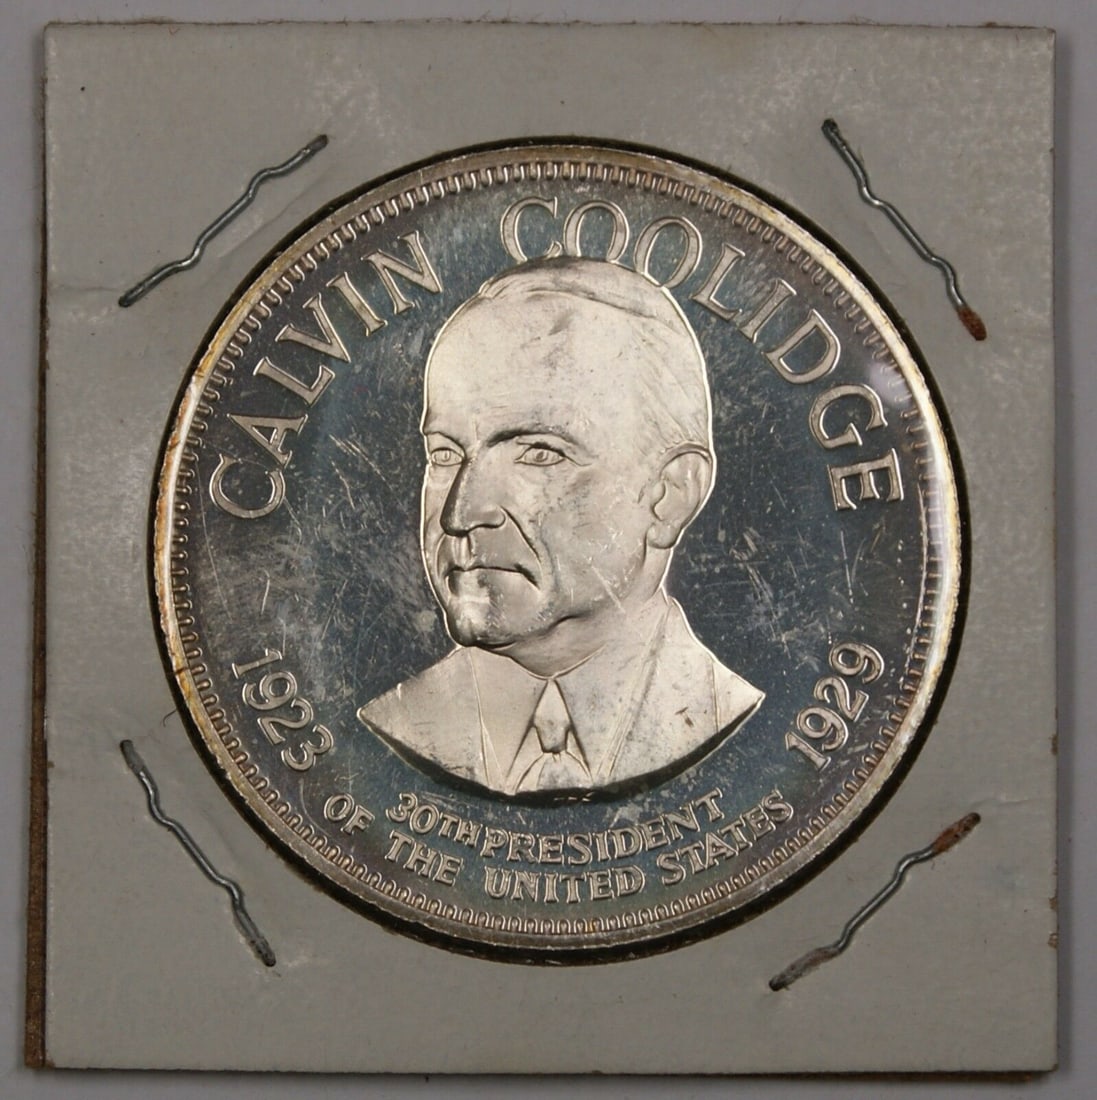 CALVIN COOLIDGE
1923
1929
30TH PRESIDENT
OF THE UNITED STATES